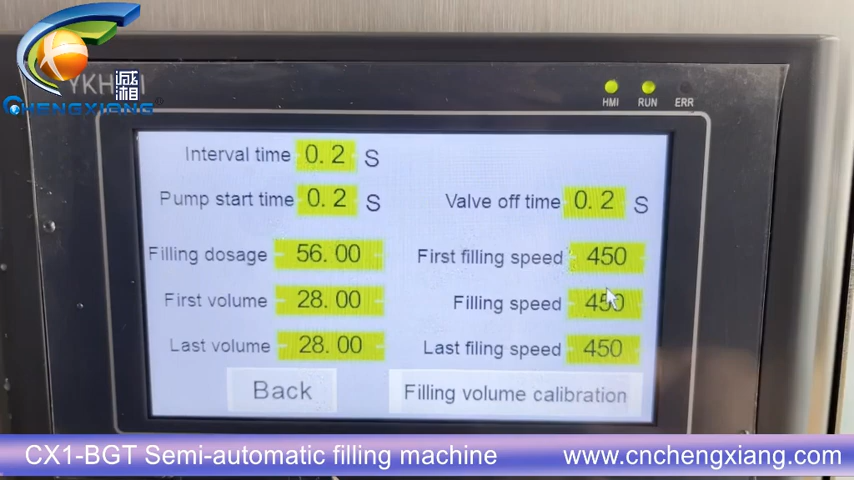 诚湘
CHENGXIANG
HMI RUN ERR
Interval time 0.2 S
Pump start time 0.2 S Valve off time 0.2 S
Filling dosage 56.00 First filling speed 450
First volume 28.00 Filling speed 450
Last volume 28.00 Last filing speed 450
Back Filling volume calibration
CX1-BGT Semi-automatic filling machine www.cnchengxiang.com